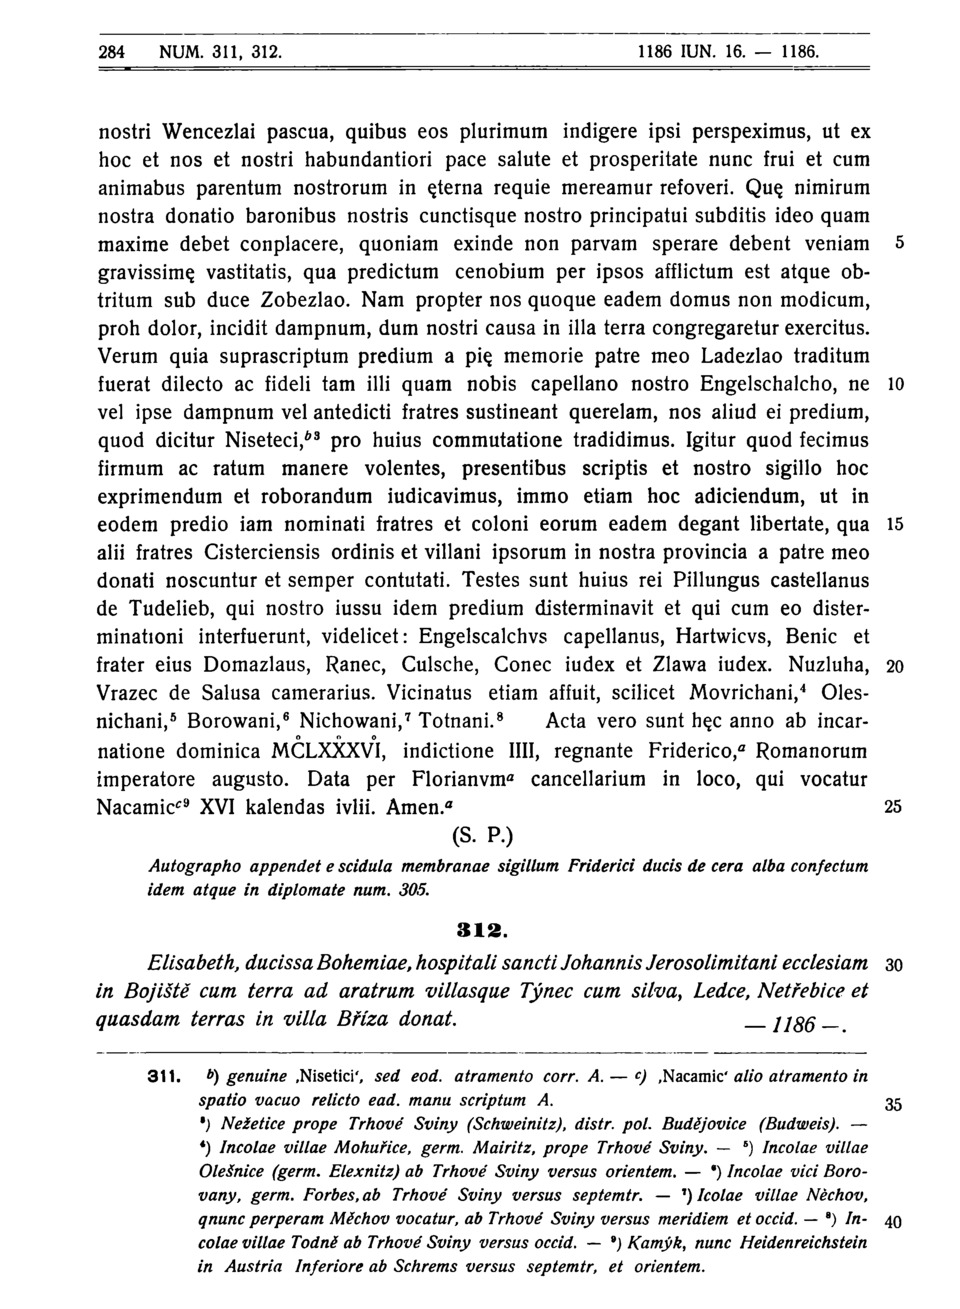 284 NUM. 311, 312. 1186 IUN. 16. — 1186.
nostri Wencezlai pascua, quibus eos plurimum indigere ipsi perspeximus, ut ex
hoc et nos et nostri habundantiori pace salute et prosperitate nunc frui et cum
animabus parentum nostrorum in ęterna requie mereamur refoveri. Quę nimirum
nostra donatio baronibus nostris cunctisque nostro principatui subditis ideo quam
maxime debet conplacere, quoniam exinde non parvam sperare debent veniam 5
gravissimę vastitatis, qua predictum cenobium per ipsos afflictum est atque ob-
tritum sub duce Zobezlao. Nam propter nos quoque eadem domus non modicum,
proh dolor, incidit dampnum, dum nostri causa in illa terra congregaretur exercitus.
Verum quia suprascriptum predium a pię memorie patre meo Ladezlao traditum
fuerat dilecto ac fideli tam illi quam nobis capellano nostro Engelschalcho, ne 10
vel ipse dampnum vel antedicti fratres sustineant querelam, nos aliud ei predium,
quod dicitur Niseteci,ᵇ³ pro huius commutatione tradidimus. Igitur quod fecimus
firmum ac ratum manere volentes, presentibus scriptis et nostro sigillo hoc
exprimendum et roborandum iudicavimus, immo etiam hoc adiciendum, ut in
eodem predio iam nominati fratres et coloni eorum eadem degant libertate, qua 15
alii fratres Cisterciensis ordinis et villani ipsorum in nostra provincia a patre meo
donati noscuntur et semper contutati. Testes sunt huius rei Pillungus castellanus
de Tudelieb, qui nostro iussu idem predium disterminavit et qui cum eo dister-
minationi interfuerunt, videlicet: Engelscalchvs capellanus, Hartwicvs, Benic et
frater eius Domazlaus, Ranec, Culsche, Conec iudex et Zlawa iudex. Nuzluha, 20
Vrazec de Salusa camerarius. Vicinatus etiam affuit, scilicet Movrichani,⁴ Oles-
nichani,⁵ Borowani,⁶ Nichowani,⁷ Totnani.⁸ Acta vero sunt hęc anno ab incar-
natione dominica MC̊LXXX̊VI̊, indictione IIII, regnante Friderico,ᵃ Romanorum
imperatore augusto. Data per Florianvmᵃ cancellarium in loco, qui vocatur
Nacamicᶜ⁹ XVI kalendas ivlii. Amen.ᵃ 25
(S. P.)
Autographo appendet e scidula membranae sigillum Friderici ducis de cera alba confectum
idem atque in diplomate num. 305.
312.
Elisabeth, ducissa Bohemiae, hospitali sancti Johannis Jerosolimitani ecclesiam 30
in Bojiště cum terra ad aratrum villasque Týnec cum silva, Ledce, Netřebice et
quasdam terras in villa Bříza donat. — 1186 —.
311. ᵇ) genuine ‚Nisetici‘, sed eod. atramento corr. A. — ᶜ) ‚Nacamic‘ alio atramento in
spatio vacuo relicto ead. manu scriptum A. 35
³) Nežetice prope Trhové Sviny (Schweinitz), distr. pol. Budějovice (Budweis). —
⁴) Incolae villae Mohuřice, germ. Mairitz, prope Trhové Sviny. — ⁵) Incolae villae
Olešnice (germ. Elexnitz) ab Trhové Sviny versus orientem. — ⁶) Incolae vici Boro-
vany, germ. Forbes, ab Trhové Sviny versus septemtr. — ⁷) Icolae villae Nèchov,
qnunc perperam Měchov vocatur, ab Trhové Sviny versus meridiem et occid. — ⁸) In- 40
colae villae Todně ab Trhové Sviny versus occid. — ⁹) Kamýk, nunc Heidenreichstein
in Austria Inferiore ab Schrems versus septemtr, et orientem.